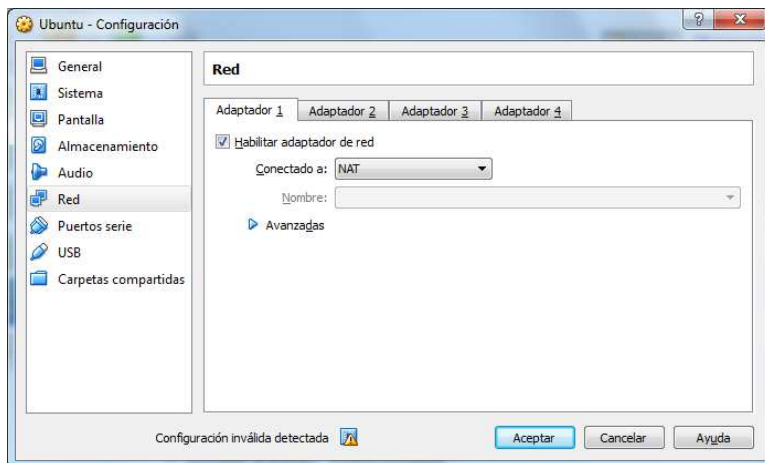 Ubuntu - Configuración
General
Sistema
Pantalla
Almacenamiento
Audio
Red
Puertos serie
USB
Carpetas compartidas
Red
Adaptador 1 Adaptador 2 Adaptador 3 Adaptador 4
Habilitar adaptador de red
Conectado a: NAT
Nombre:
Avanzadas
Configuración inválida detectada
Aceptar Cancelar Ayuda